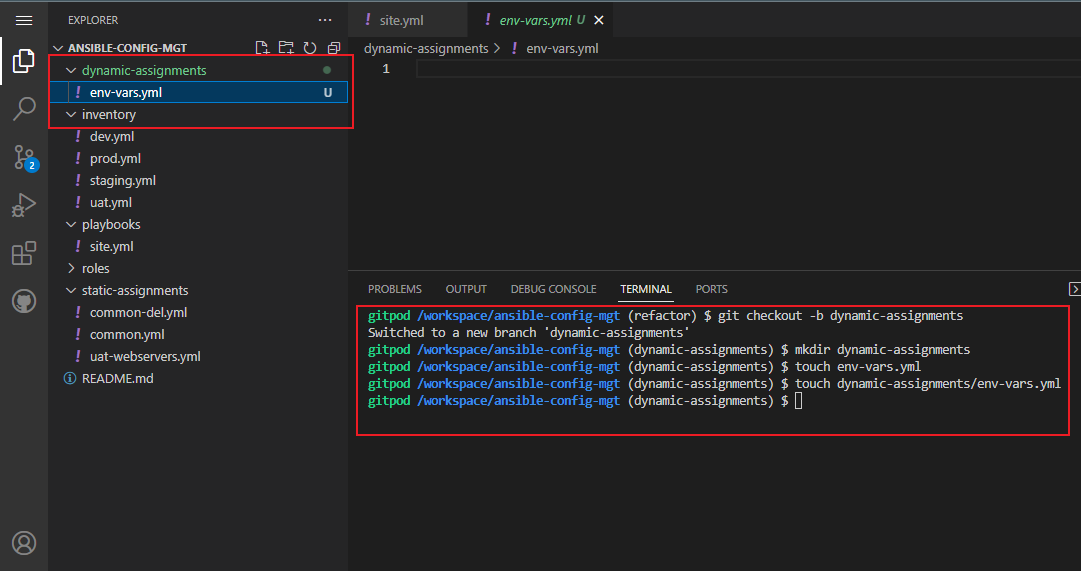 EXPLORER
ANSIBLE-CONFIG-MGT
dynamic-assignments
! env-vars.yml U
inventory
! dev.yml
! prod.yml
! staging.yml
! uat.yml
playbooks
! site.yml
roles
static-assignments
! common-del.yml
! common.yml
! uat-webservers.yml
README.md
2
! site.yml
! env-vars.yml U
dynamic-assignments > ! env-vars.yml
1
PROBLEMS OUTPUT DEBUG CONSOLE TERMINAL PORTS
gitpod /workspace/ansible-config-mgt (refactor) $ git checkout -b dynamic-assignments
Switched to a new branch 'dynamic-assignments'
gitpod /workspace/ansible-config-mgt (dynamic-assignments) $ mkdir dynamic-assignments
gitpod /workspace/ansible-config-mgt (dynamic-assignments) $ touch env-vars.yml
gitpod /workspace/ansible-config-mgt (dynamic-assignments) $ touch dynamic-assignments/env-vars.yml
gitpod /workspace/ansible-config-mgt (dynamic-assignments) $